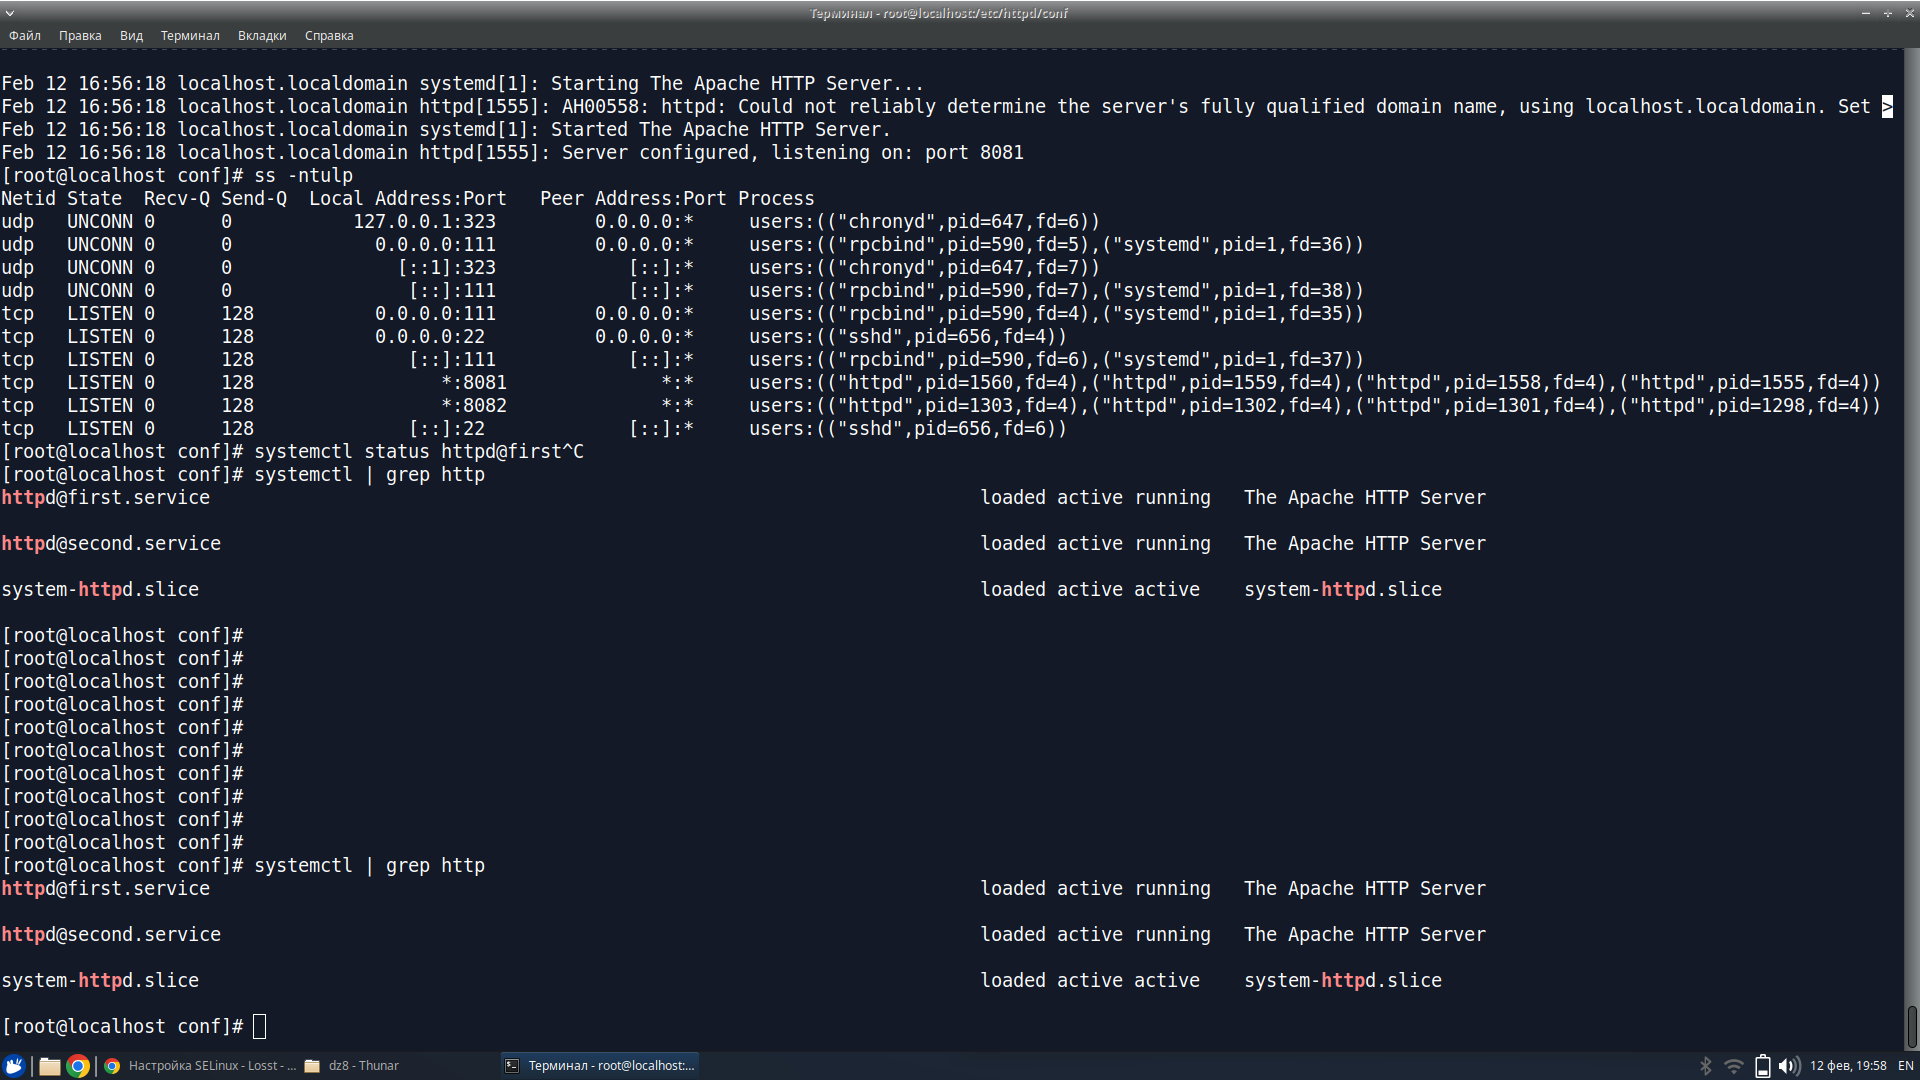 Терминал - root@localhost:/etc/httpd/conf
Файл Правка Вид Терминал Вкладки Справка
Feb 12 16:56:18 localhost.localdomain systemd[1]: Starting The Apache HTTP Server...
Feb 12 16:56:18 localhost.localdomain httpd[1555]: AH00558: httpd: Could not reliably determine the server's fully qualified domain name, using localhost.localdomain. Set >
Feb 12 16:56:18 localhost.localdomain systemd[1]: Started The Apache HTTP Server.
Feb 12 16:56:18 localhost.localdomain httpd[1555]: Server configured, listening on: port 8081
[root@localhost conf]# ss -ntulp
Netid State  Recv-Q Send-Q  Local Address:Port   Peer Address:Port Process
udp   UNCONN 0      0           127.0.0.1:323         0.0.0.0:*     users:(("chronyd",pid=647,fd=6))
udp   UNCONN 0      0             0.0.0.0:111         0.0.0.0:*     users:(("rpcbind",pid=590,fd=5),("systemd",pid=1,fd=36))
udp   UNCONN 0      0               [::1]:323            [::]:*     users:(("chronyd",pid=647,fd=7))
udp   UNCONN 0      0                [::]:111            [::]:*     users:(("rpcbind",pid=590,fd=7),("systemd",pid=1,fd=38))
tcp   LISTEN 0      128           0.0.0.0:111         0.0.0.0:*     users:(("rpcbind",pid=590,fd=4),("systemd",pid=1,fd=35))
tcp   LISTEN 0      128           0.0.0.0:22          0.0.0.0:*     users:(("sshd",pid=656,fd=4))
tcp   LISTEN 0      128              [::]:111            [::]:*     users:(("rpcbind",pid=590,fd=6),("systemd",pid=1,fd=37))
tcp   LISTEN 0      128                 *:8081              *:*     users:(("httpd",pid=1560,fd=4),("httpd",pid=1559,fd=4),("httpd",pid=1558,fd=4),("httpd",pid=1555,fd=4))
tcp   LISTEN 0      128                 *:8082              *:*     users:(("httpd",pid=1303,fd=4),("httpd",pid=1302,fd=4),("httpd",pid=1301,fd=4),("httpd",pid=1298,fd=4))
tcp   LISTEN 0      128              [::]:22             [::]:*     users:(("sshd",pid=656,fd=6))
[root@localhost conf]# systemctl status httpd@first^C
[root@localhost conf]# systemctl | grep http
httpd@first.service loaded active running The Apache HTTP Server
httpd@second.service loaded active running The Apache HTTP Server
system-httpd.slice loaded active active system-httpd.slice
[root@localhost conf]#
[root@localhost conf]#
[root@localhost conf]#
[root@localhost conf]#
[root@localhost conf]#
[root@localhost conf]#
[root@localhost conf]#
[root@localhost conf]#
[root@localhost conf]#
[root@localhost conf]#
[root@localhost conf]# systemctl | grep http
httpd@first.service loaded active running The Apache HTTP Server
httpd@second.service loaded active running The Apache HTTP Server
system-httpd.slice loaded active active system-httpd.slice
[root@localhost conf]#
Настройка SELinux - Losst - ... dz8 - Thunar Терминал - root@localhost:... 12 фев, 19:58 EN